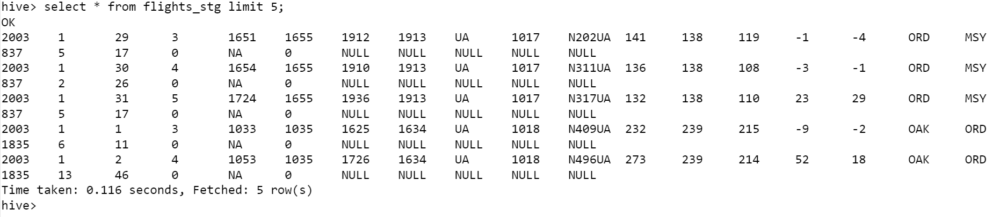 hive> select * from flights_stg limit 5;
OK
2003 1 29 3 1651 1655 1912 1913 UA 1017 N202UA 141 138 119 -1 -4 ORD MSY
837 5 17 0 NA 0 NULL NULL NULL NULL NULL
2003 1 30 4 1654 1655 1910 1913 UA 1017 N311UA 136 138 108 -3 -1 ORD MSY
837 2 26 0 NA 0 NULL NULL NULL NULL NULL
2003 1 31 5 1724 1655 1936 1913 UA 1017 N317UA 132 138 110 23 29 ORD MSY
837 5 17 0 NA 0 NULL NULL NULL NULL NULL
2003 1 1 3 1033 1035 1625 1634 UA 1018 N409UA 232 239 215 -9 -2 OAK ORD
1835 6 11 0 NA 0 NULL NULL NULL NULL NULL
2003 1 2 4 1053 1035 1726 1634 UA 1018 N496UA 273 239 214 52 18 OAK ORD
1835 13 46 0 NA 0 NULL NULL NULL NULL NULL
Time taken: 0.116 seconds, Fetched: 5 row(s)
hive>